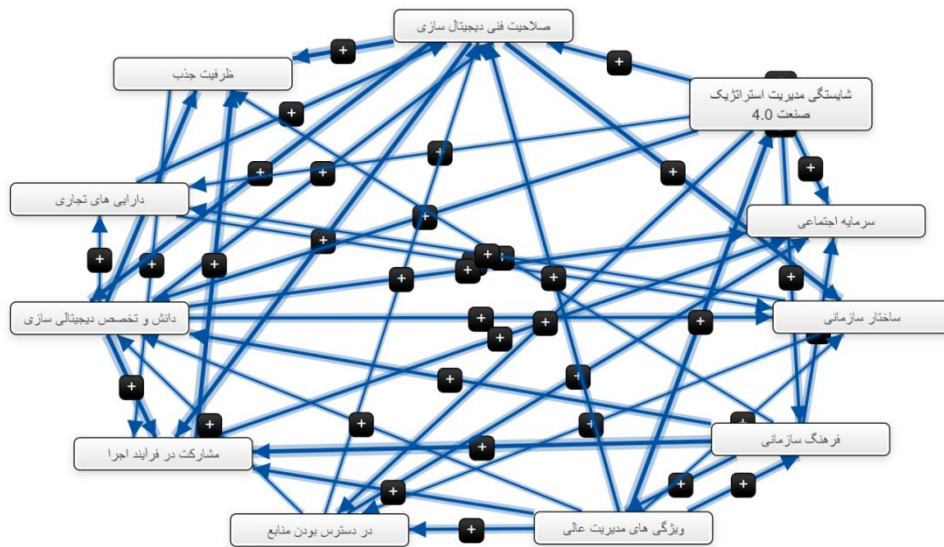 صلاحیت فنی دیجیتال سازی
ظرفیت جذب
شایستگی مدیریت استراتژیک
صنعت 4.0
دارایی های تجاری
سرمایه اجتماعی
دانش و تخصص دیجیتالی سازی
ساختار سازمانی
فرهنگ سازمانی
مشارکت در فرآیند اجرا
در دسترس بودن منابع
ویژگی های مدیریت عالی